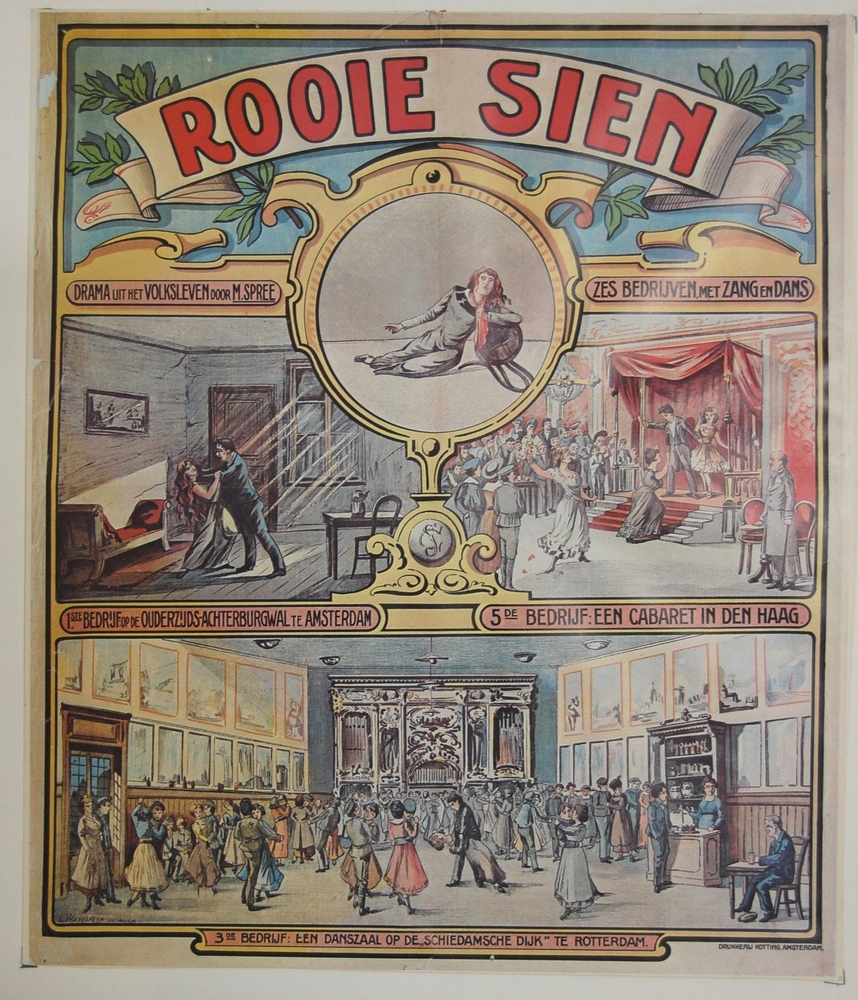 ROOIE SIEN
DRAMA UIT HET VOLKSLEVEN DOOR M. SPREE
ZES BEDRIJVEN, MET ZANG EN DANS
1STE BEDRIJF OP DE OUDERZIJDS-ACHTERBURGWAL TE AMSTERDAM
5DE BEDRIJF: EEN CABARET IN DEN HAAG.
3DE BEDRIJF: EEN DANSZAAL OP DE „SCHIEDAMSCHE DIJK" TE ROTTERDAM.
DRUKKERIJ KOTTING, AMSTERDAM.